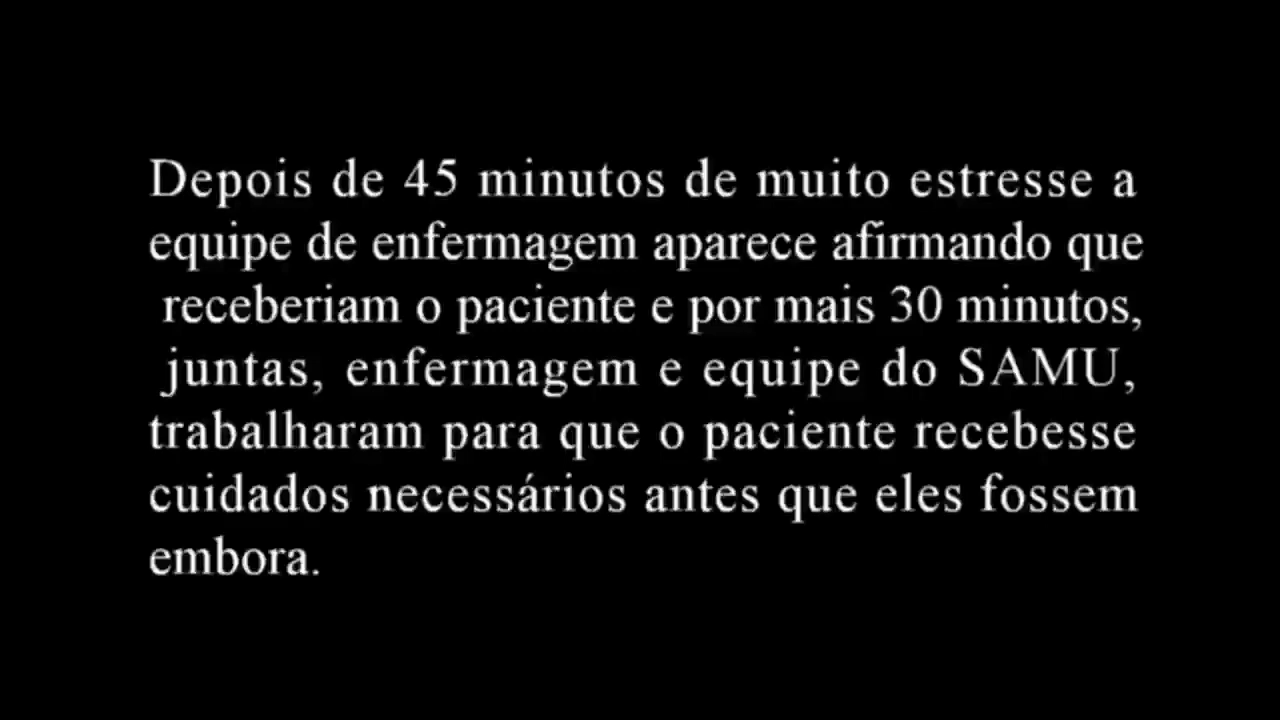 Depois de 45 minutos de muito estresse a
equipe de enfermagem aparece afirmando que
receberiam o paciente e por mais 30 minutos,
juntas, enfermagem e equipe do SAMU,
trabalharam para que o paciente recebesse
cuidados necessários antes que eles fossem
embora.